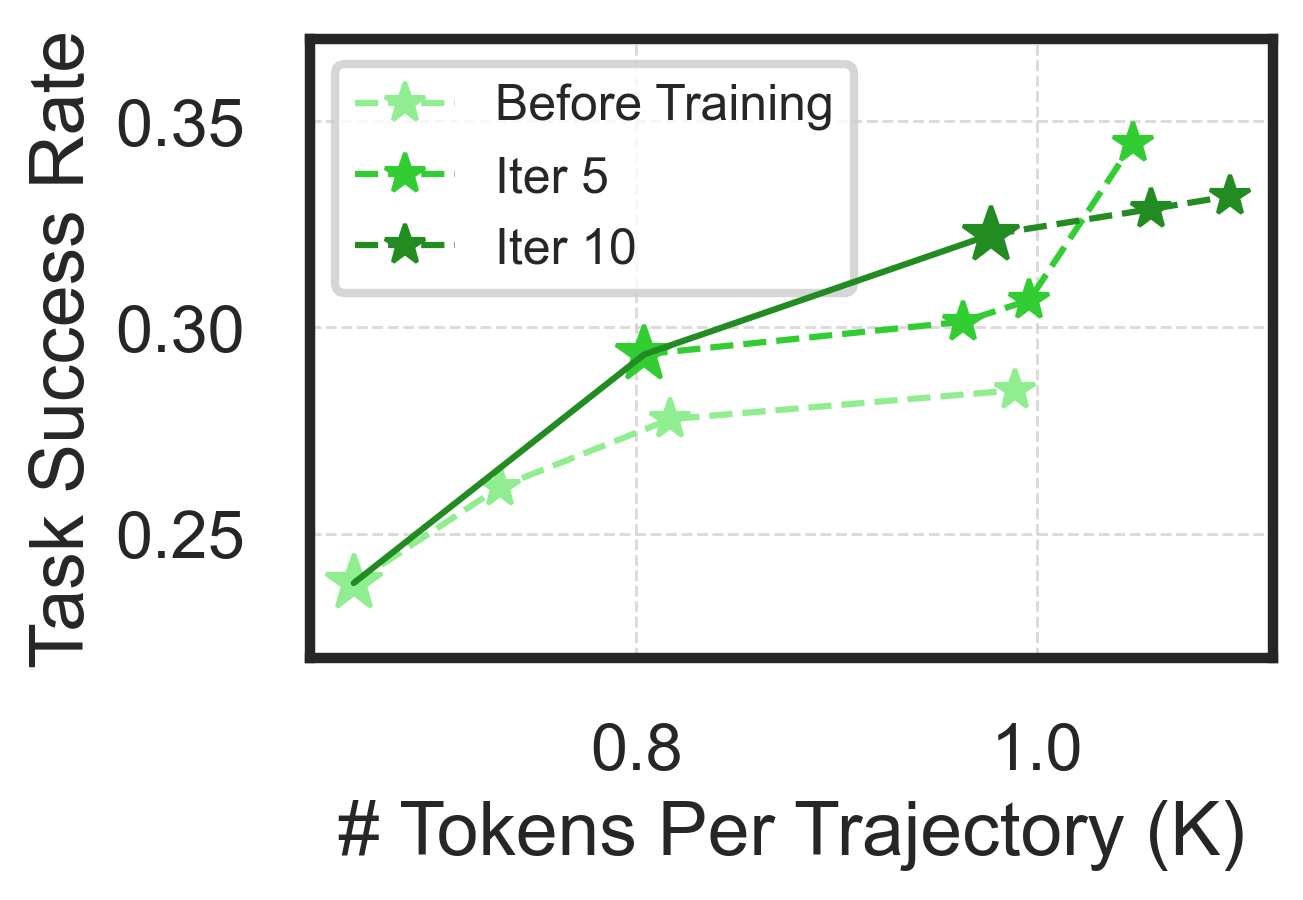 Task Success Rate
0.35
0.30
0.25
Before Training
Iter 5
Iter 10
0.8
1.0
# Tokens Per Trajectory (K)